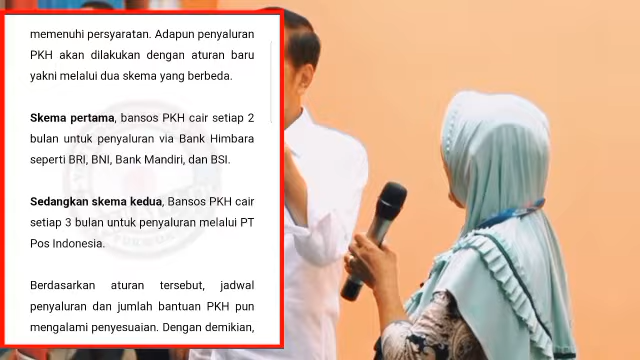 memenuhi persyaratan. Adapun penyaluran
PKH akan dilakukan dengan aturan baru
yakni melalui dua skema yang berbeda.
Skema pertama, bansos PKH cair setiap 2
bulan untuk penyaluran via Bank Himbara
seperti BRI, BNI, Bank Mandiri, dan BSI.
Sedangkan skema kedua, Bansos PKH cair
setiap 3 bulan untuk penyaluran melalui PT
Pos Indonesia.
Berdasarkan aturan tersebut, jadwal
penyaluran dan jumlah bantuan PKH pun
mengalami penyesuaian. Dengan demikian,